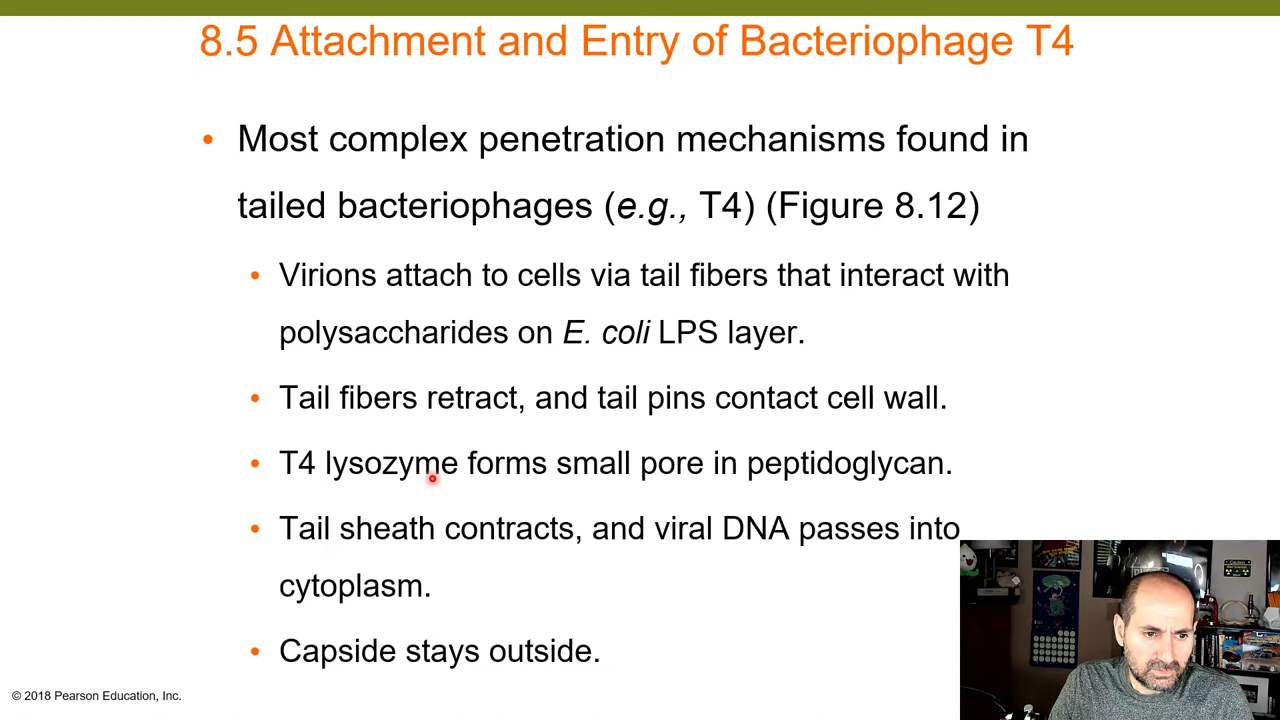 8.5 Attachment and Entry of Bacteriophage T4
• Most complex penetration mechanisms found in
tailed bacteriophages (e.g., T4) (Figure 8.12)
• Virions attach to cells via tail fibers that interact with
polysaccharides on E. coli LPS layer.
• Tail fibers retract, and tail pins contact cell wall.
• T4 lysozyme forms small pore in peptidoglycan.
• Tail sheath contracts, and viral DNA passes into
cytoplasm.
• Capside stays outside.
© 2018 Pearson Education, Inc.
Caution